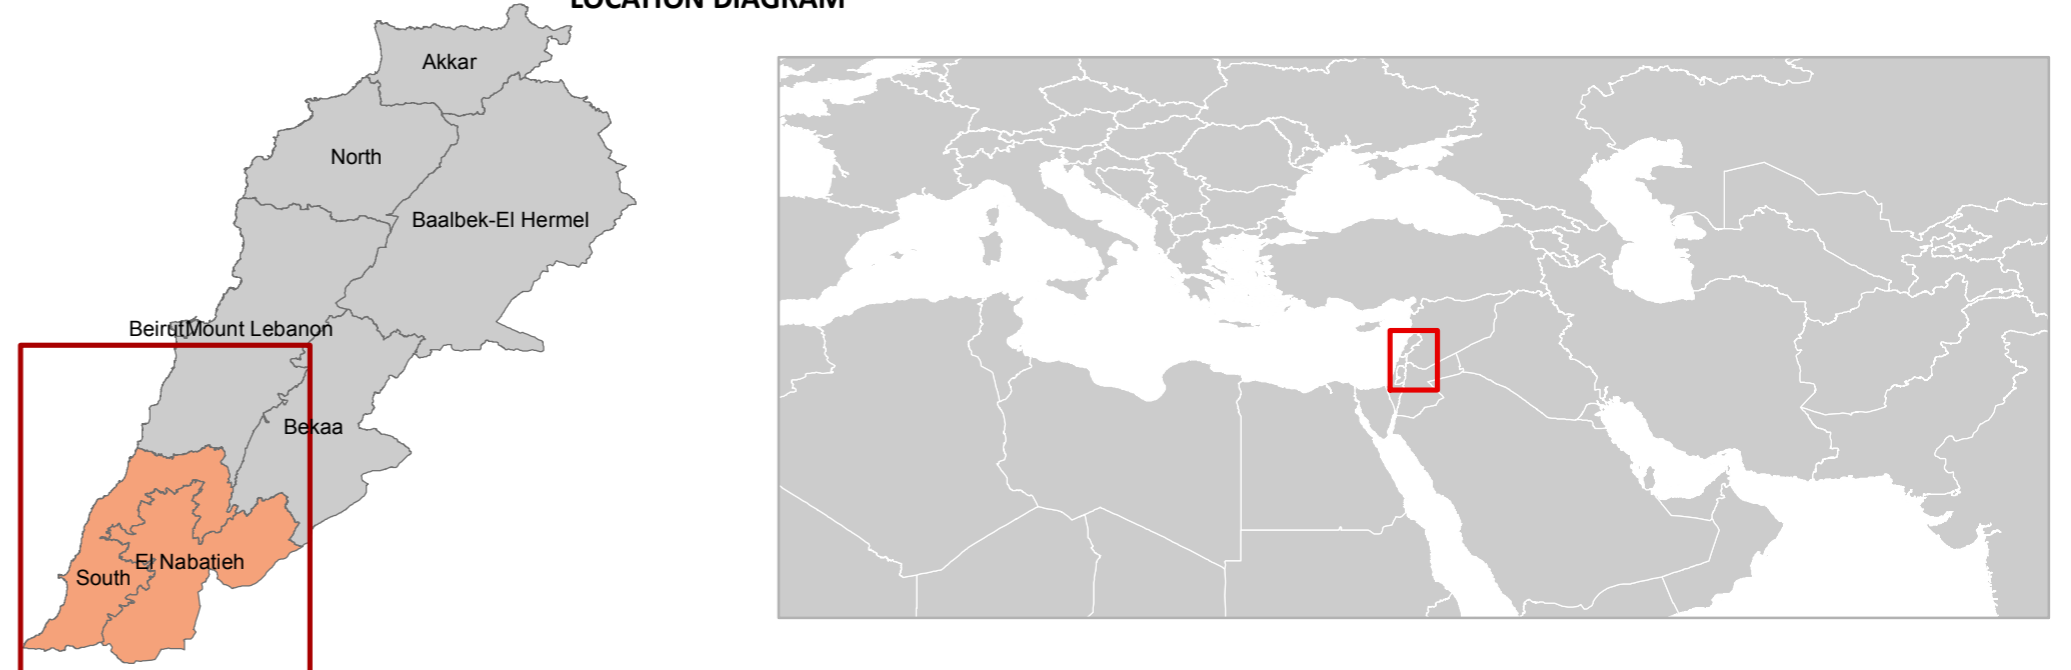 LOCATION DIAGRAM
Akkar
North
Baalbek-El Hermel
Beirut
Mount Lebanon
Bekaa
El Nabatieh
South